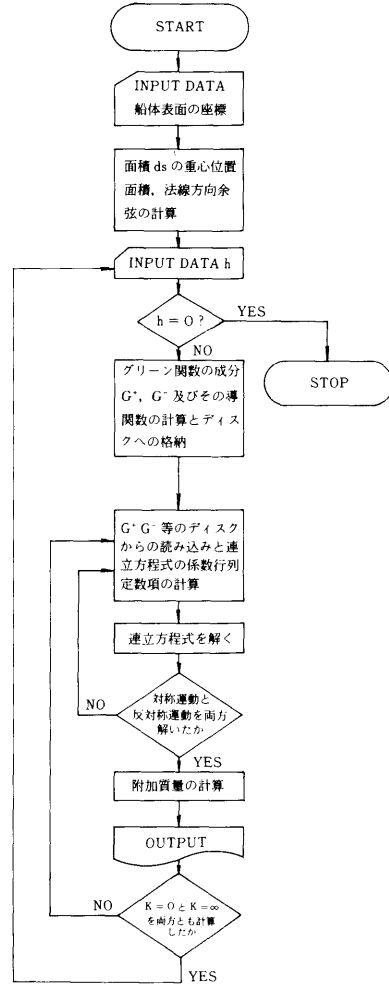 START
INPUT DATA
船体表面の座標
面積 ds の重心位置
面積, 法線方向余
弦の計算
INPUT DATA h
h = O ?
YES
NO
STOP
グリーン関数の成分
G⁺, G⁻ 及びその導
関数の計算とディス
クへの格納
G⁺ G⁻ 等のディスク
からの読み込みと連
立方程式の係数行列
定数項の計算
連立方程式を解く
対称運動と
反対称運動を両方
解いたか
NO
YES
附加質量の計算
OUTPUT
K = O と K = ∞
を両方とも計算
したか
NO
YES